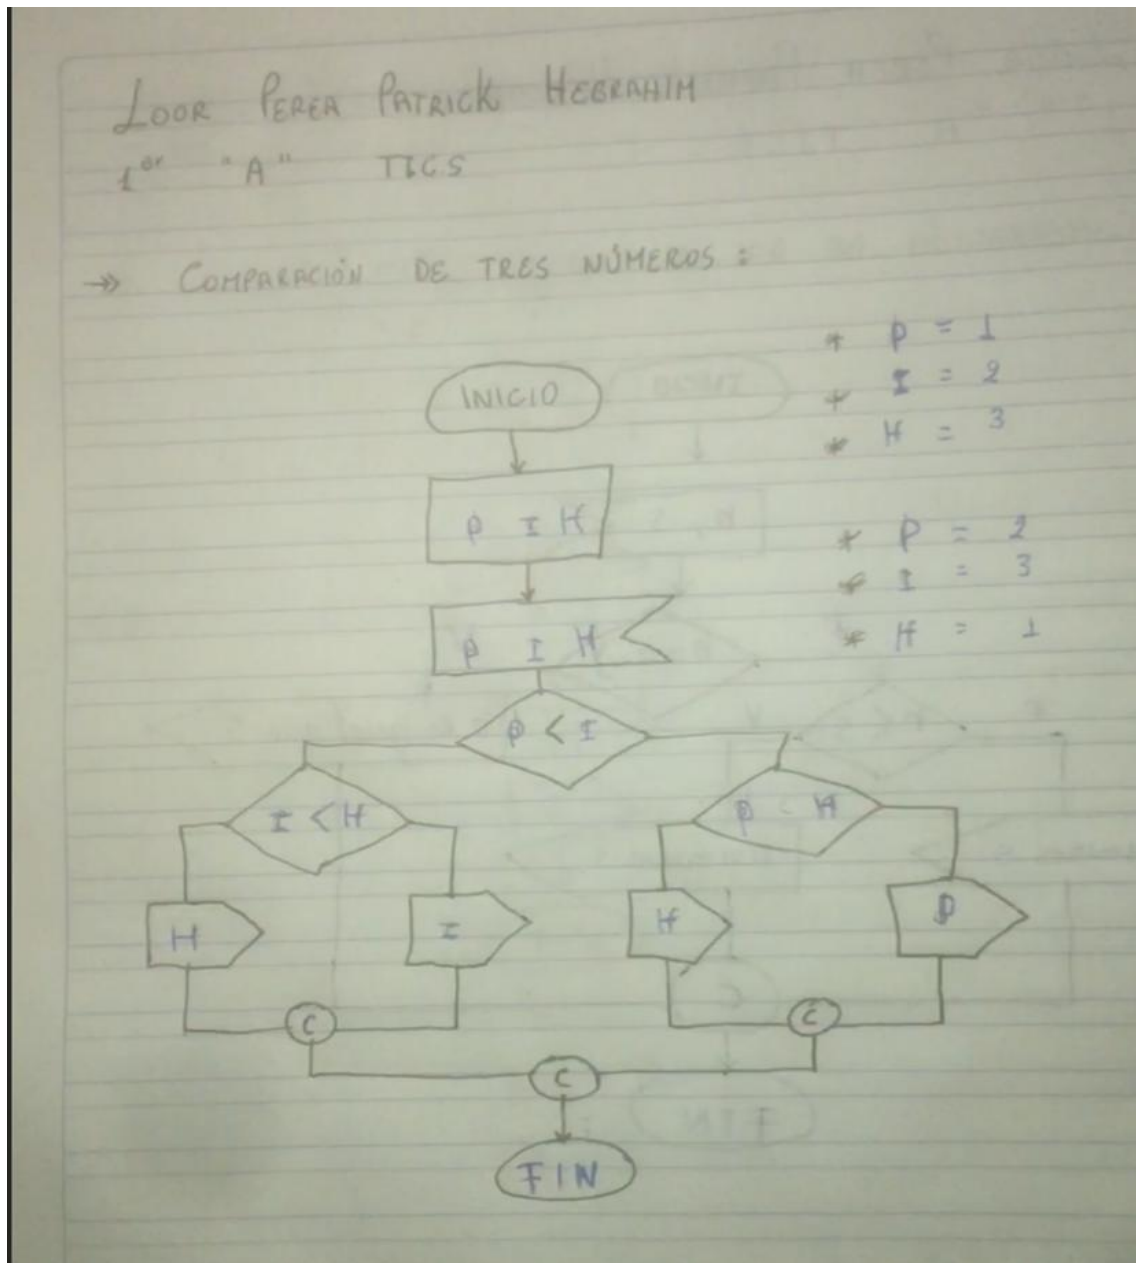 LOOR PEREA PATRICK HEBRAHIM
1er "A" TICS
→» COMPARACIÓN DE TRES NÚMEROS:
* P = 1
* I = 2
* H = 3
INICIO
P I H
* P = 2
* I = 3
* H = 1
P I H
P < I
I < H
P - H
H
I
H
P
C
C
C
FIN